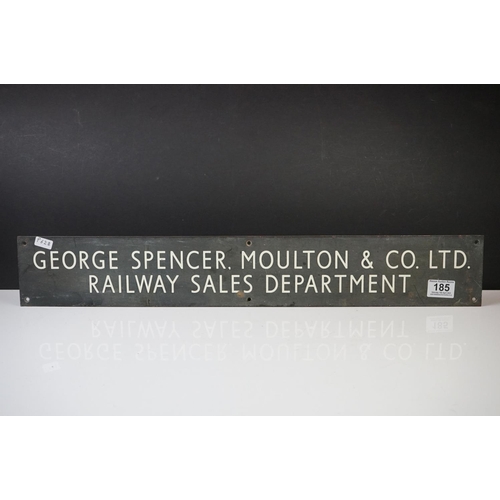 GEORGE SPENCER, MOULTON & CO. LTD.
RAILWAY SALES DEPARTMENT
185